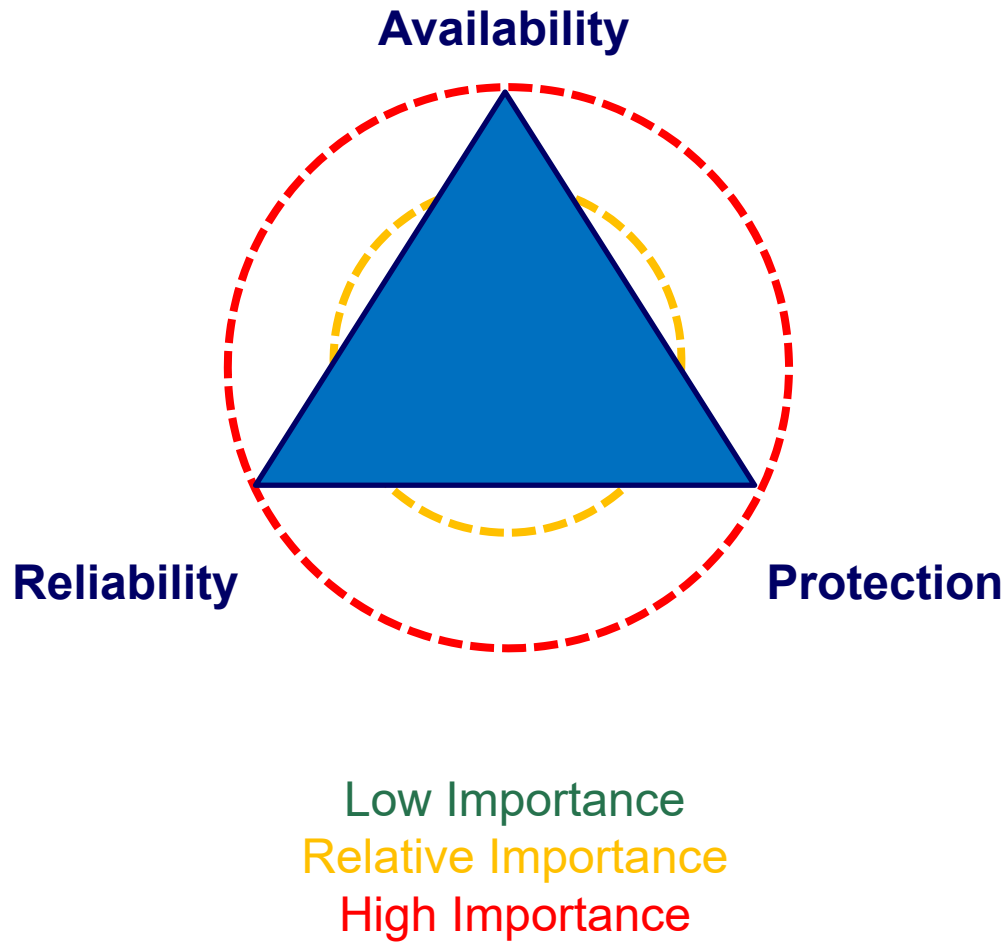 Availability
Reliability
Protection
Low Importance
Relative Importance
High Importance